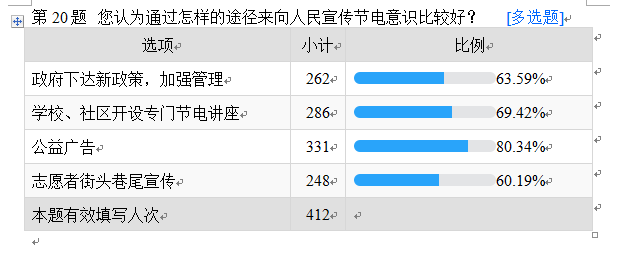 第 20 题 您认为通过怎样的途径来向人民宣传节电意识比较好？ [多选题]
选项 小计 比例
政府下达新政策，加强管理 262 63.59%
学校、社区开设专门节电讲座 286 69.42%
公益广告 331 80.34%
志愿者街头巷尾宣传 248 60.19%
本题有效填写人次 412